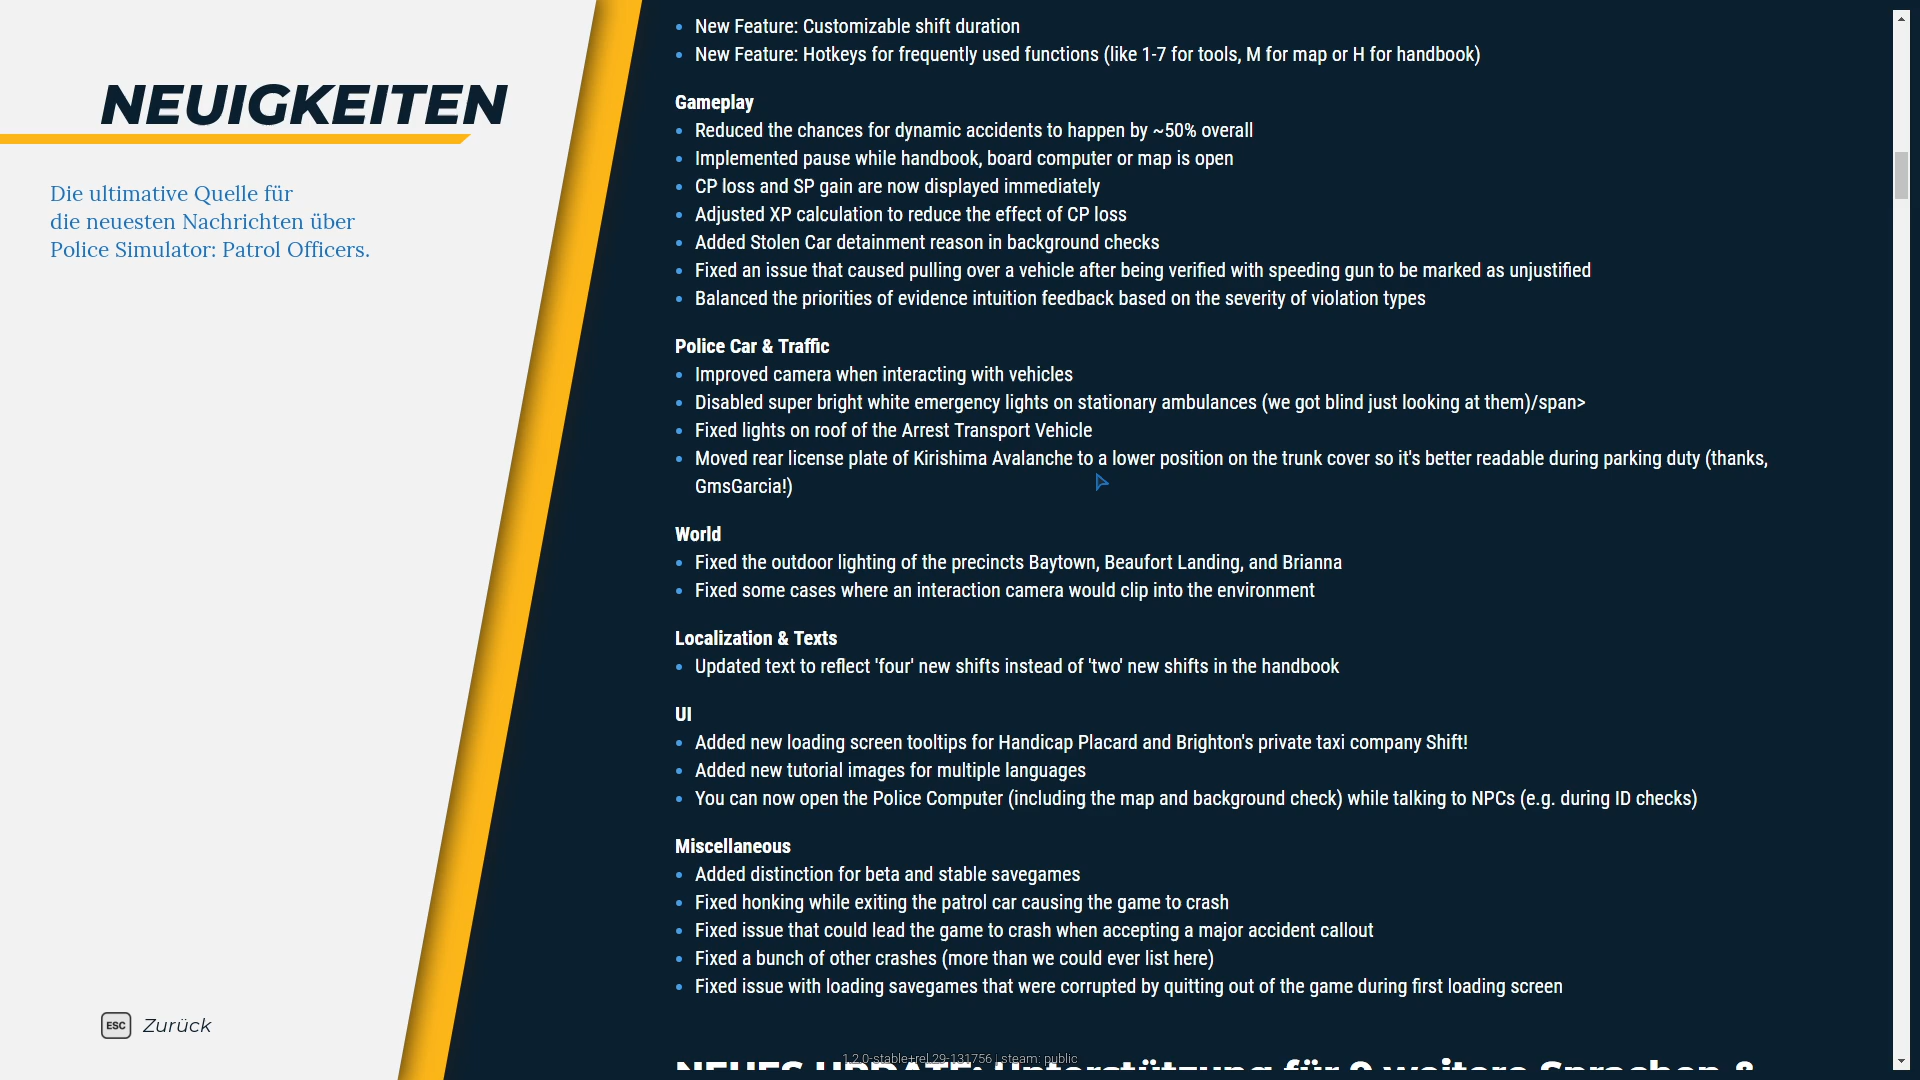 NEUIGKEITEN
Die ultimative Quelle für
die neuesten Nachrichten über
Police Simulator: Patrol Officers.
New Feature: Customizable shift duration
New Feature: Hotkeys for frequently used functions (like 1-7 for tools, M for map or H for handbook)
Gameplay
Reduced the chances for dynamic accidents to happen by ~50% overall
Implemented pause while handbook, board computer or map is open
CP loss and SP gain are now displayed immediately
Adjusted XP calculation to reduce the effect of CP loss
Added Stolen Car detainment reason in background checks
Fixed an issue that caused pulling over a vehicle after being verified with speeding gun to be marked as unjustified
Balanced the priorities of evidence intuition feedback based on the severity of violation types
Police Car & Traffic
Improved camera when interacting with vehicles
Disabled super bright white emergency lights on stationary ambulances (we got blind just looking at them)/span>
Fixed lights on roof of the Arrest Transport Vehicle
Moved rear license plate of Kirishima Avalanche to a lower position on the trunk cover so it's better readable during parking duty (thanks,
GmsGarcia!)
World
Fixed the outdoor lighting of the precincts Baytown, Beaufort Landing, and Brianna
Fixed some cases where an interaction camera would clip into the environment
Localization & Texts
Updated text to reflect 'four' new shifts instead of 'two' new shifts in the handbook
UI
Added new loading screen tooltips for Handicap Placard and Brighton's private taxi company Shift!
Added new tutorial images for multiple languages
You can now open the Police Computer (including the map and background check) while talking to NPCs (e.g. during ID checks)
Miscellaneous
Added distinction for beta and stable savegames
Fixed honking while exiting the patrol car causing the game to crash
Fixed issue that could lead the game to crash when accepting a major accident callout
Fixed a bunch of other crashes (more than we could ever list here)
Fixed issue with loading savegames that were corrupted by quitting out of the game during first loading screen
ESC Zurück
1.2.0-stable+rel.29-131756 | steam: public
NEUES UPDATE: Unterstützung für 9 weitere Sprachen &